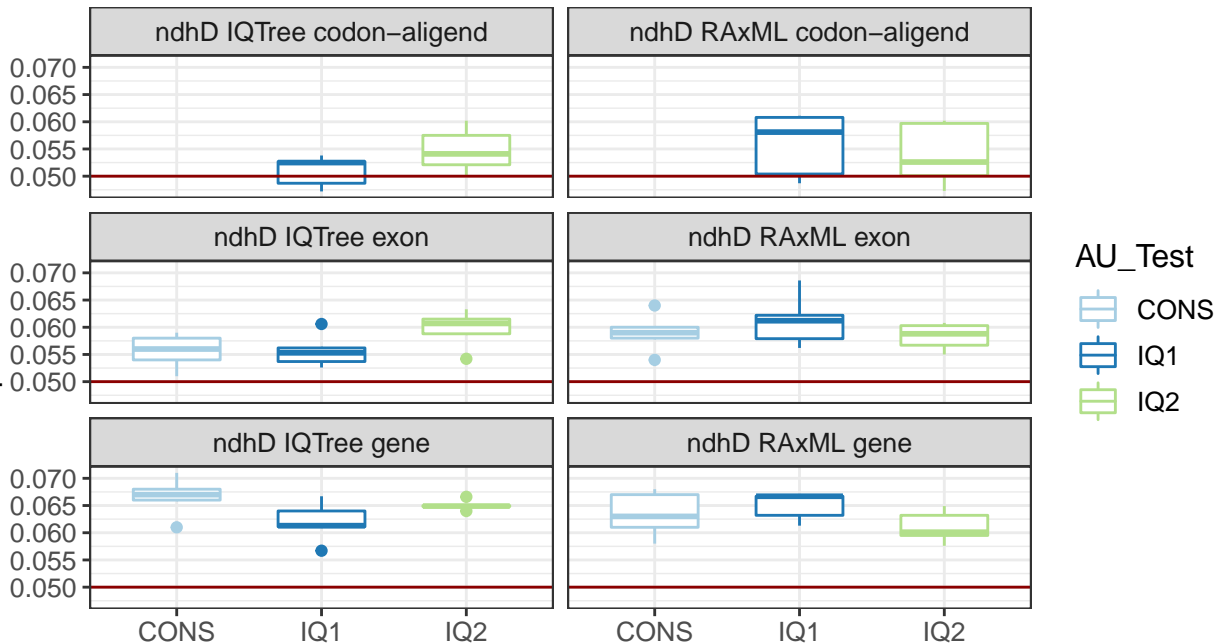 ndhD IQTree codon−aligend ndhD RAxML codon−aligend
0.070
0.065
0.060
0.055
0.050
ndhD IQTree exon ndhD RAxML exon
0.070
0.065
0.060
0.055
0.050
ndhD IQTree gene ndhD RAxML gene
0.070
0.065
0.060
0.055
0.050
CONS IQ1 IQ2 CONS IQ1 IQ2
AU_Test
CONS
IQ1
IQ2